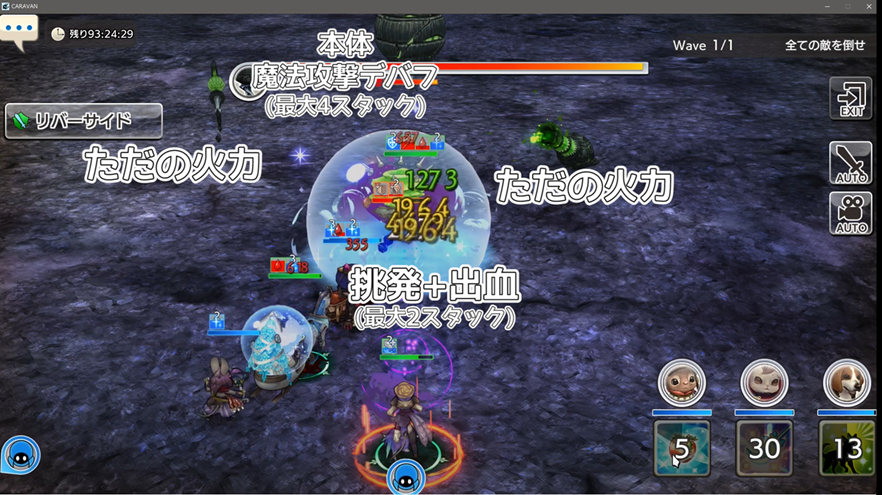 CARAVAN
残り93:24:29
本体
Wave 1/1
全ての敵を倒せ
魔法攻撃デバフ
(最大4スタック)
EXIT
リバーサイド
ただの火力
ただの火力
AUTO
AUTO
127 3
355
挑発+出血
(最大2スタック)
5
30
13